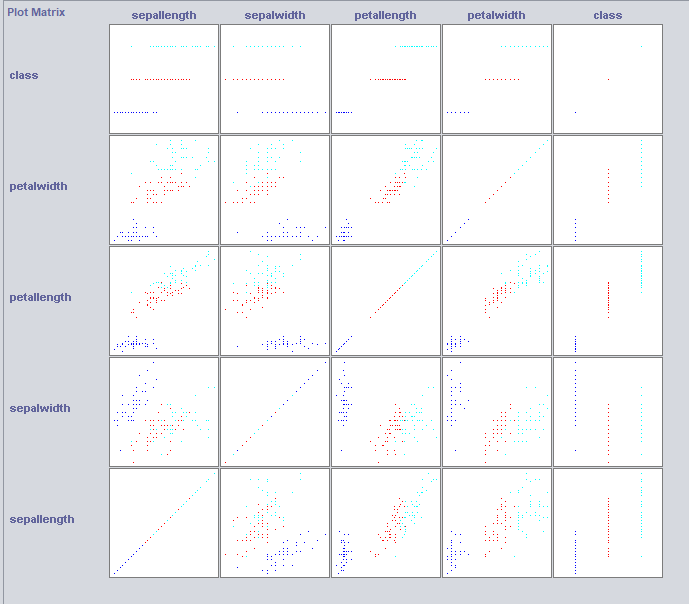 Plot Matrix
sepallength sepalwidth petallength petalwidth class
class
petalwidth
petallength
sepalwidth
sepallength